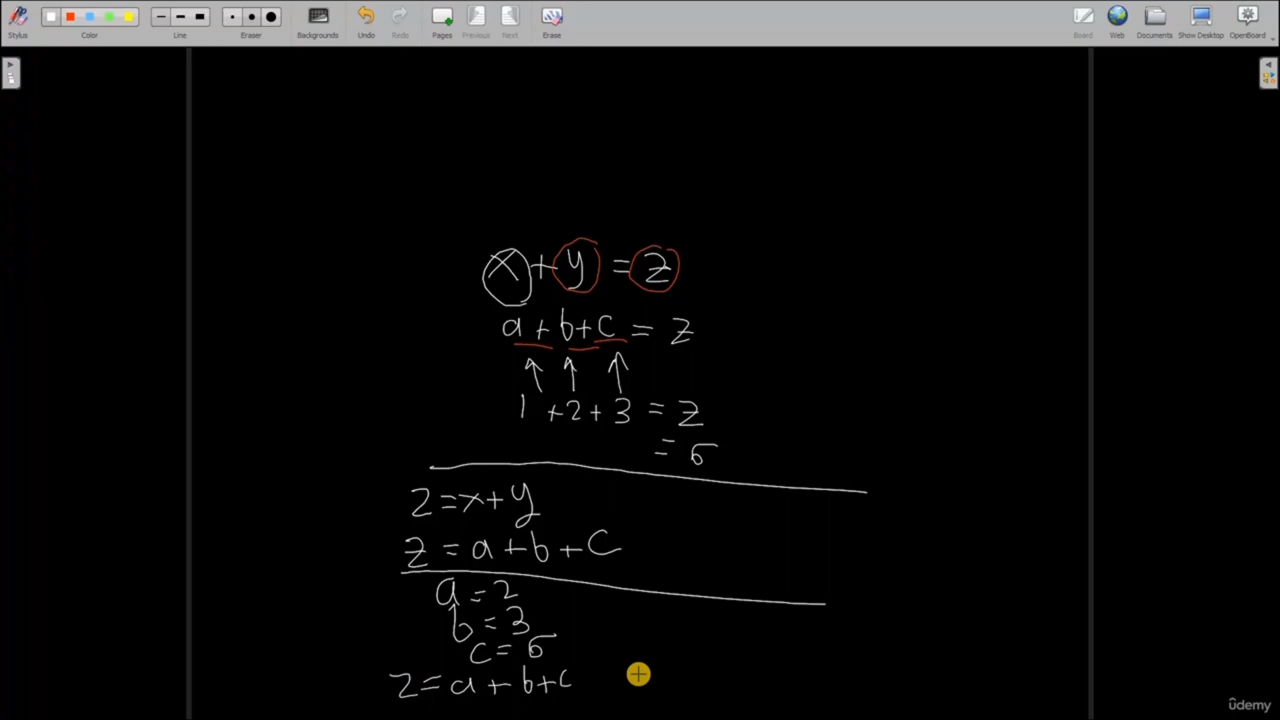 Stylus Color Line Eraser Backgrounds Undo Redo Pages Previous Next Erase Board Web Documents Show Desktop OpenBoard
x + y = z
a + b + c = z
1 + 2 + 3 = z
= 6
z = x + y
z = a + b + c
a = 2
b = 3
c = 6
z = a + b + c
ûdemy